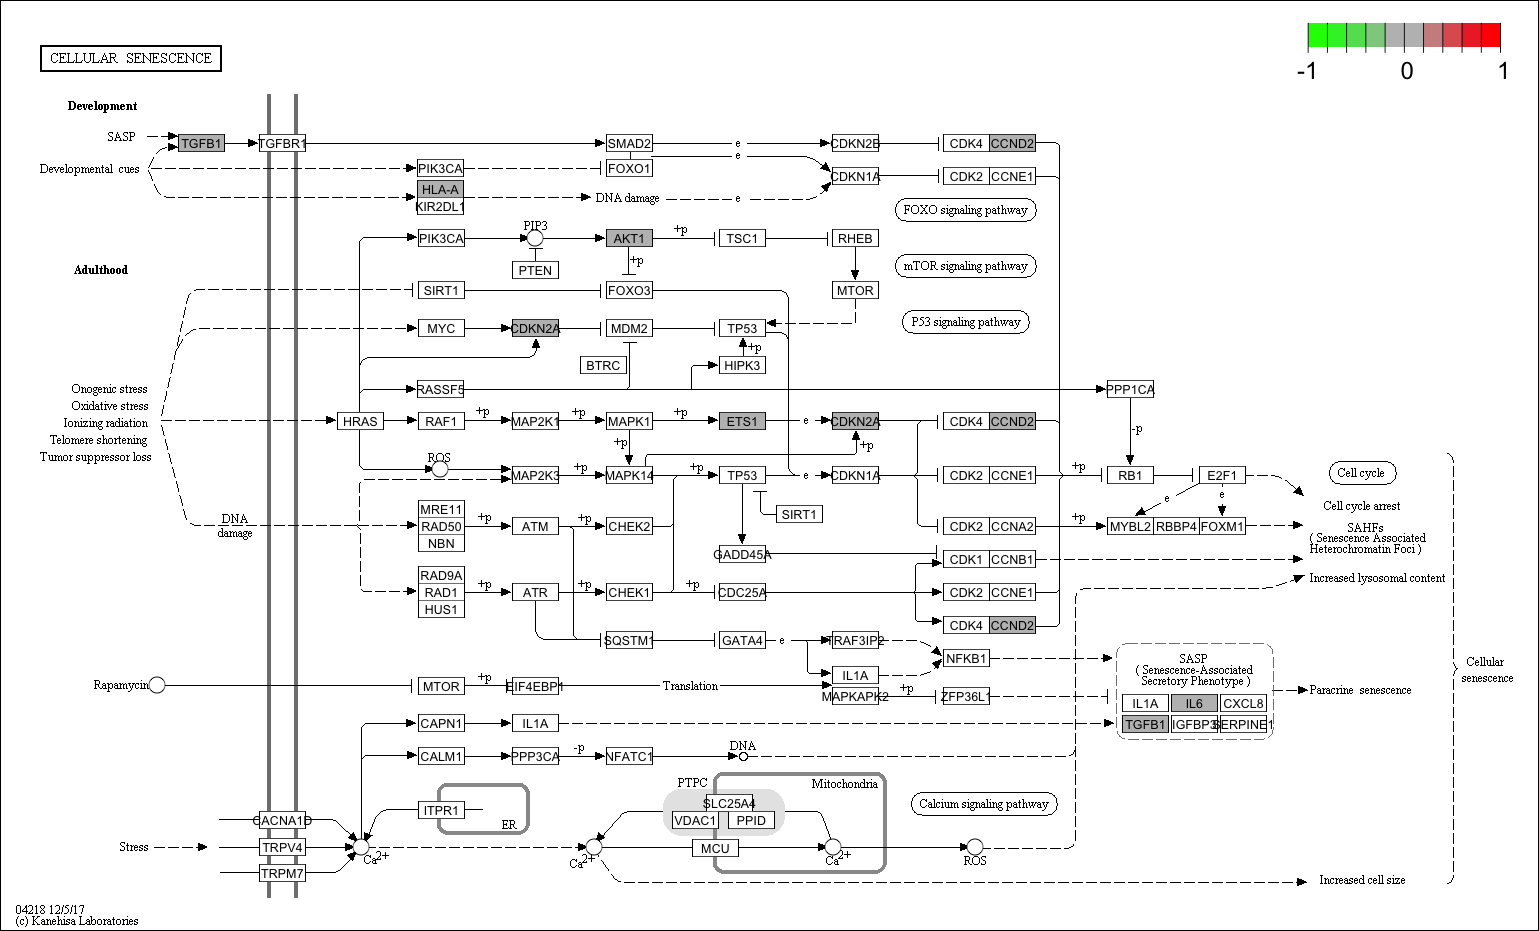 CELLULAR SENESCENCE
-1 0 1
Development
SASP
TGFB1 TGFBR1 SMAD2 e CDKN2B CDK4 CCND2
e
Developmental cues PIK3CA FOXO1 CDKN1A CDK2 CCNE1
HLA-A
KIR2DL1 DNA damage e
FOXO signaling pathway
PIP3
PIK3CA AKT1 +p TSC1 RHEB
PTEN +p
mTOR signaling pathway
Adulthood
SIRT1 FOXO3 MTOR
P53 signaling pathway
MYC CDKN2A MDM2 TP53
+p
BTRC HIPK3
Onogenic stress
Oxidative stress
Ionizing radiation
Telomere shortening
Tumor suppressor loss
RASSF5 PPP1CA
HRAS RAF1 +p MAP2K1 +p MAPK1 +p ETS1 e CDKN2A CDK4 CCND2
-p
+p +p
ROS
MAP2K3 +p MAPK14 +p TP53 e CDKN1A CDK2 CCNE1 +p RB1 E2F1
Cell cycle
e e
Cell cycle arrest
SIRT1
DNA
damage
MRE11
RAD50 +p ATM +p CHEK2 CDK2 CCNA2 +p MYBL2 RBBP4 FOXM1
NBN
SAHFs
( Senescence Associated
Heterochromatin Foci )
GADD45A CDK1 CCNB1
Increased lysosomal content
RAD9A
RAD1 +p ATR +p CHEK1 +p CDC25A CDK2 CCNE1
HUS1
CDK4 CCND2
SQSTM1 GATA4 e TRAF3IP2
NFKB1
IL1A
SASP
( Senescence-Associated
Secretory Phenotype )
IL1A IL6 CXCL8
TGFB1 IGFBP3 SERPINE1
Paracrine senescence
Cellular
senescence
Rapamycin MTOR +p EIF4EBP1 Translation MAPKAPK2 +p ZFP36L1
CAPN1 IL1A
CALM1 PPP3CA -p NFATC1 DNA
PTPC Mitochondria
ITPR1 ER
SLC25A4
VDAC1 PPID
Calcium signaling pathway
CACNA1D
Stress TRPV4 Ca2+ Ca2+ MCU Ca2+ ROS
TRPM7
Increased cell size
04218 12/5/17
(c) Kanehisa Laboratories